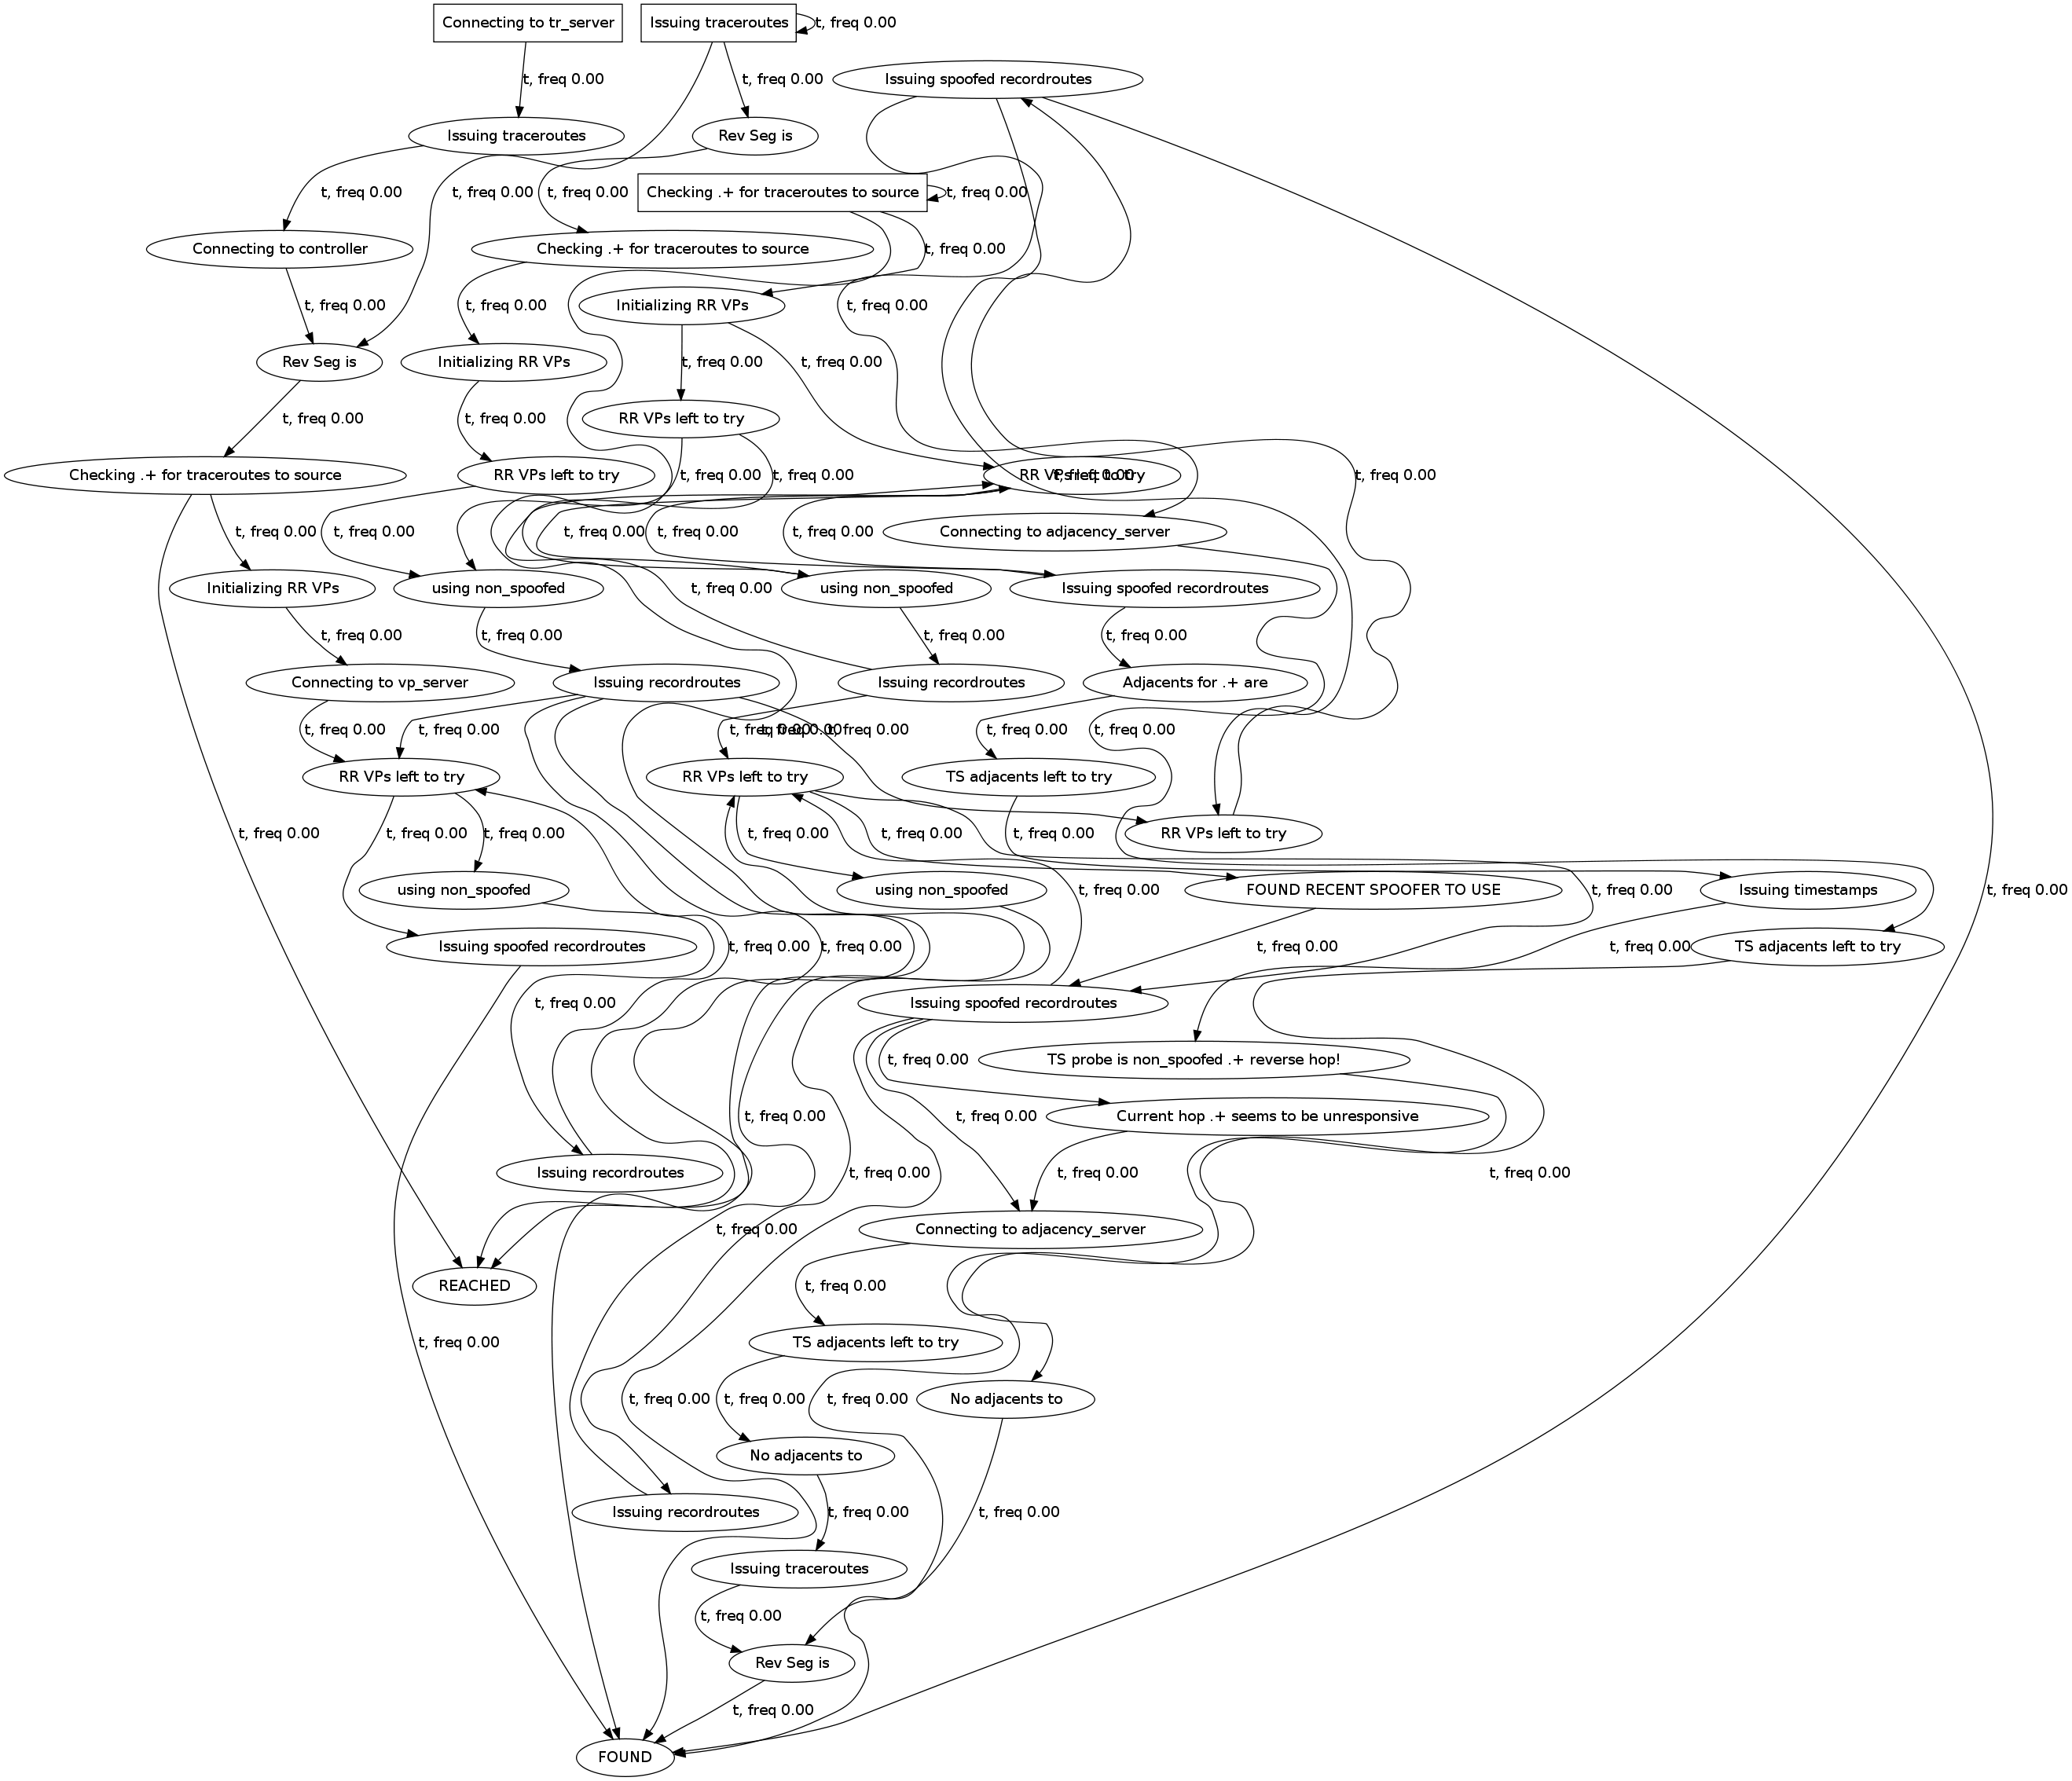 Connecting to tr_server
Issuing traceroutes
t, freq 0.00
t, freq 0.00
t, freq 0.00
Issuing spoofed recordroutes
Issuing traceroutes
Rev Seg is
t, freq 0.00
t, freq 0.00
t, freq 0.00
Checking .+ for traceroutes to source
t, freq 0.00
Connecting to controller
Checking .+ for traceroutes to source
t, freq 0.00
t, freq 0.00
t, freq 0.00
Initializing RR VPs
t, freq 0.00
Rev Seg is
Initializing RR VPs
t, freq 0.00
t, freq 0.00
t, freq 0.00
t, freq 0.00
RR VPs left to try
Checking .+ for traceroutes to source
RR VPs left to try
t, freq 0.00
t, freq 0.00
RR VPs left to try
t, freq 0.00
t, freq 0.00
t, freq 0.00
t, freq 0.00
t, freq 0.00
t, freq 0.00
t, freq 0.00
Connecting to adjacency_server
Initializing RR VPs
using non_spoofed
t, freq 0.00
using non_spoofed
Issuing spoofed recordroutes
t, freq 0.00
t, freq 0.00
t, freq 0.00
t, freq 0.00
Connecting to vp_server
Issuing recordroutes
Issuing recordroutes
Adjacents for .+ are
t, freq 0.00
t, freq 0.00
t, freq 0.00
t, freq 0.00
t, freq 0.00
t, freq 0.00
t, freq 0.00
RR VPs left to try
RR VPs left to try
TS adjacents left to try
t, freq 0.00
t, freq 0.00
t, freq 0.00
t, freq 0.00
t, freq 0.00
t, freq 0.00
RR VPs left to try
using non_spoofed
using non_spoofed
t, freq 0.00
FOUND RECENT SPOOFER TO USE
t, freq 0.00
Issuing timestamps
t, freq 0.00
Issuing spoofed recordroutes
t, freq 0.00
t, freq 0.00
t, freq 0.00
t, freq 0.00
TS adjacents left to try
t, freq 0.00
Issuing spoofed recordroutes
t, freq 0.00
TS probe is non_spoofed .+ reverse hop!
t, freq 0.00
t, freq 0.00
Current hop .+ seems to be unresponsive
Issuing recordroutes
t, freq 0.00
t, freq 0.00
t, freq 0.00
t, freq 0.00
Connecting to adjacency_server
REACHED
t, freq 0.00
t, freq 0.00
TS adjacents left to try
t, freq 0.00
t, freq 0.00
t, freq 0.00
No adjacents to
No adjacents to
Issuing recordroutes
t, freq 0.00
t, freq 0.00
Issuing traceroutes
t, freq 0.00
Rev Seg is
t, freq 0.00
FOUND